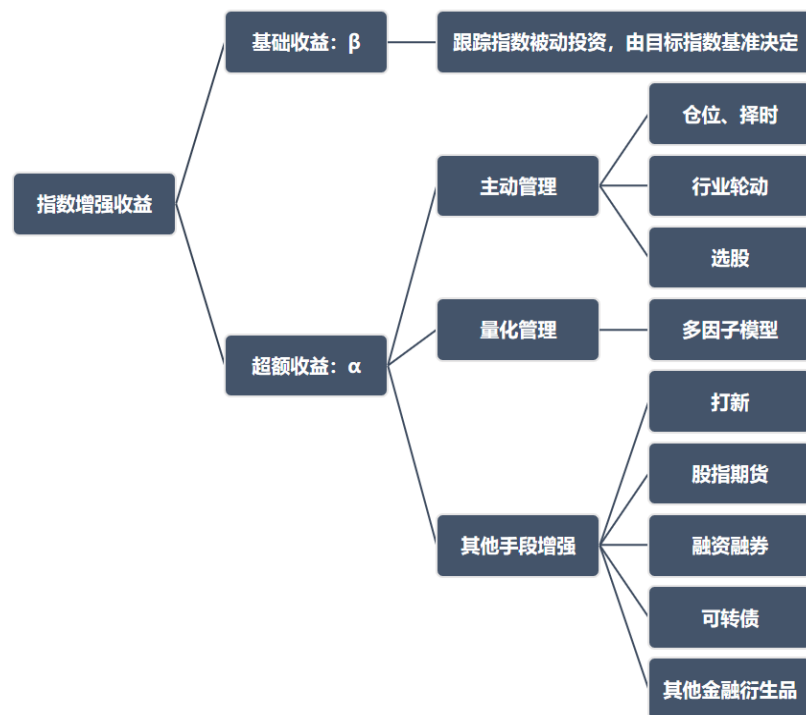 指数增强收益
基础收益：β
跟踪指数被动投资，由目标指数基准决定
超额收益：α
主动管理
仓位、择时
行业轮动
选股
量化管理
多因子模型
其他手段增强
打新
股指期货
融资融券
可转债
其他金融衍生品